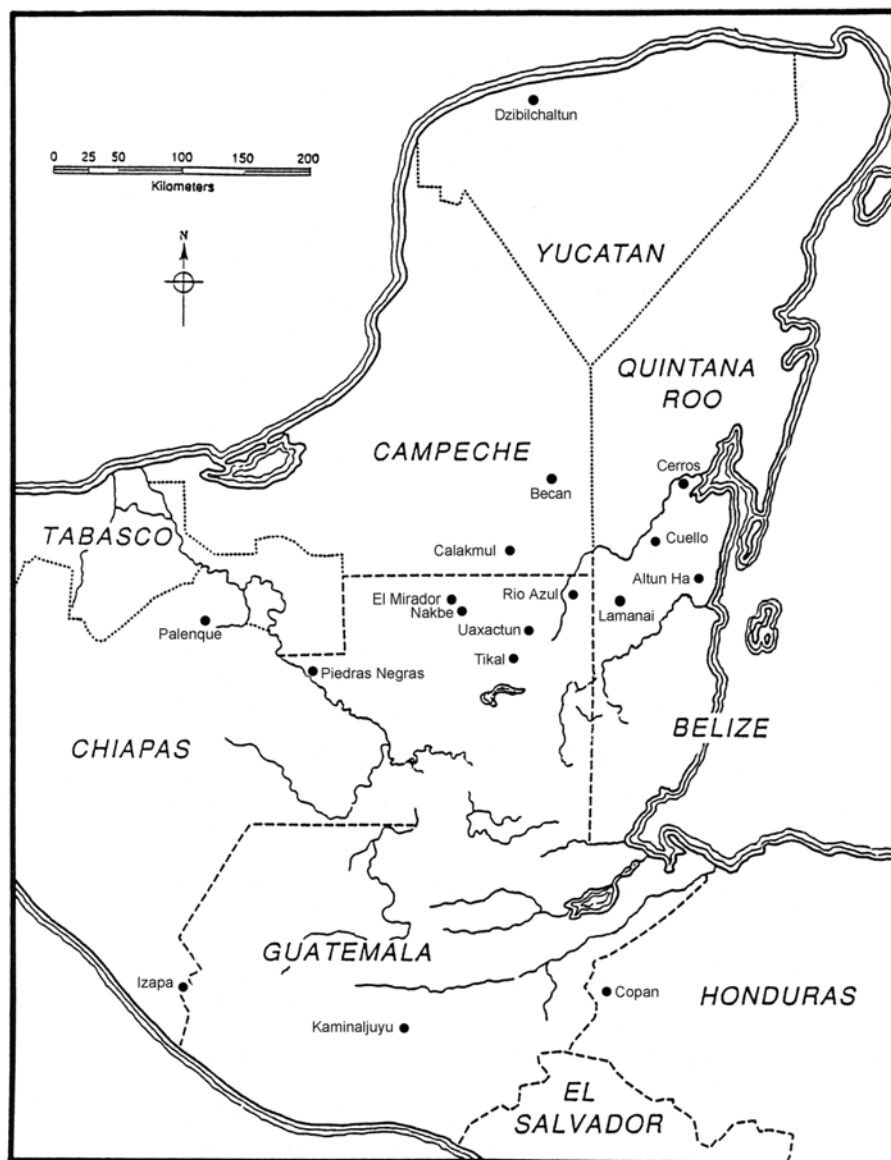 Dzibilchaltun
0 25 50 100 150 200
Kilometers
N
YUCATAN
QUINTANA
ROO
CAMPECHE
Cerros
Becan
TABASCO
Cuello
Calakmul
Altun Ha
El Mirador
Rio Azul
Nakbe
Lamanai
Palenque
Uaxactun
Tikal
Piedras Negras
BELIZE
CHIAPAS
GUATEMALA
Izapa
Copan
HONDURAS
Kaminaljuyu
EL
SALVADOR